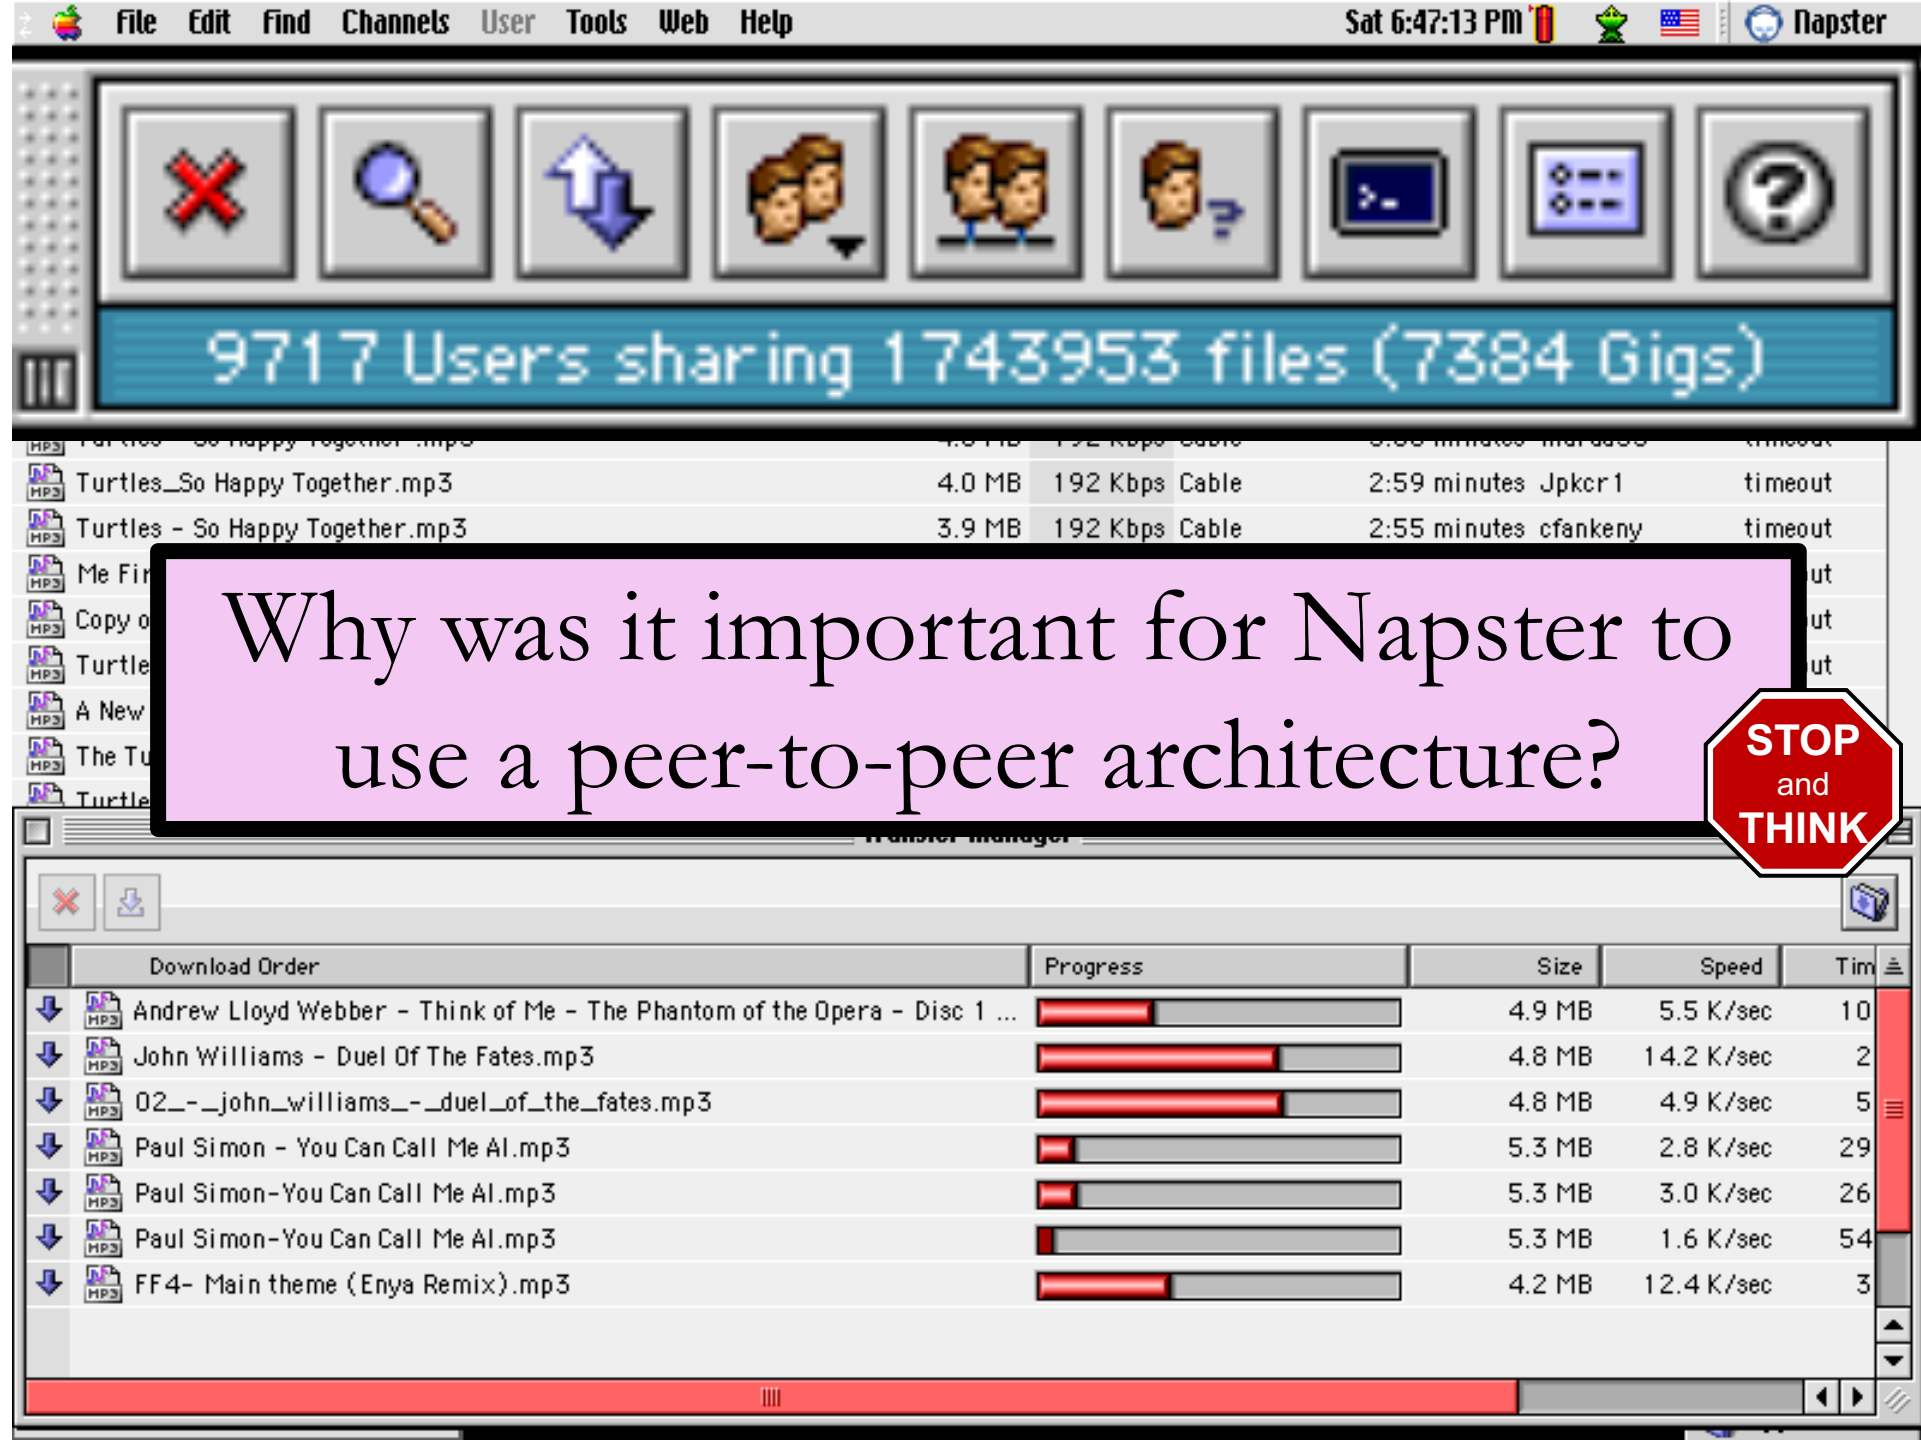 File Edit Find Channels User Tools Web Help Sat 6:47:13 PM Napster
9717 Users sharing 1743953 files (7384 Gigs)
Turtles_So Happy Together.mp3 4.0 MB 192 Kbps Cable 2:59 minutes Jpkcr1 timeout
Turtles - So Happy Together.mp3 3.9 MB 192 Kbps Cable 2:55 minutes cfankeny timeout
Me Fir
Copy o
Turtle
A New
The Tu
Turtle
Why was it important for Napster to
use a peer-to-peer architecture?
STOP
and
THINK
Download Order Progress Size Speed Tim
Andrew Lloyd Webber - Think of Me - The Phantom of the Opera - Disc 1 ... 4.9 MB 5.5 K/sec 10
John Williams - Duel Of The Fates.mp3 4.8 MB 14.2 K/sec 2
02_-_john_williams_-_duel_of_the_fates.mp3 4.8 MB 4.9 K/sec 5
Paul Simon - You Can Call Me Al.mp3 5.3 MB 2.8 K/sec 29
Paul Simon-You Can Call Me Al.mp3 5.3 MB 3.0 K/sec 26
Paul Simon-You Can Call Me Al.mp3 5.3 MB 1.6 K/sec 54
FF4- Main theme (Enya Remix).mp3 4.2 MB 12.4 K/sec 3